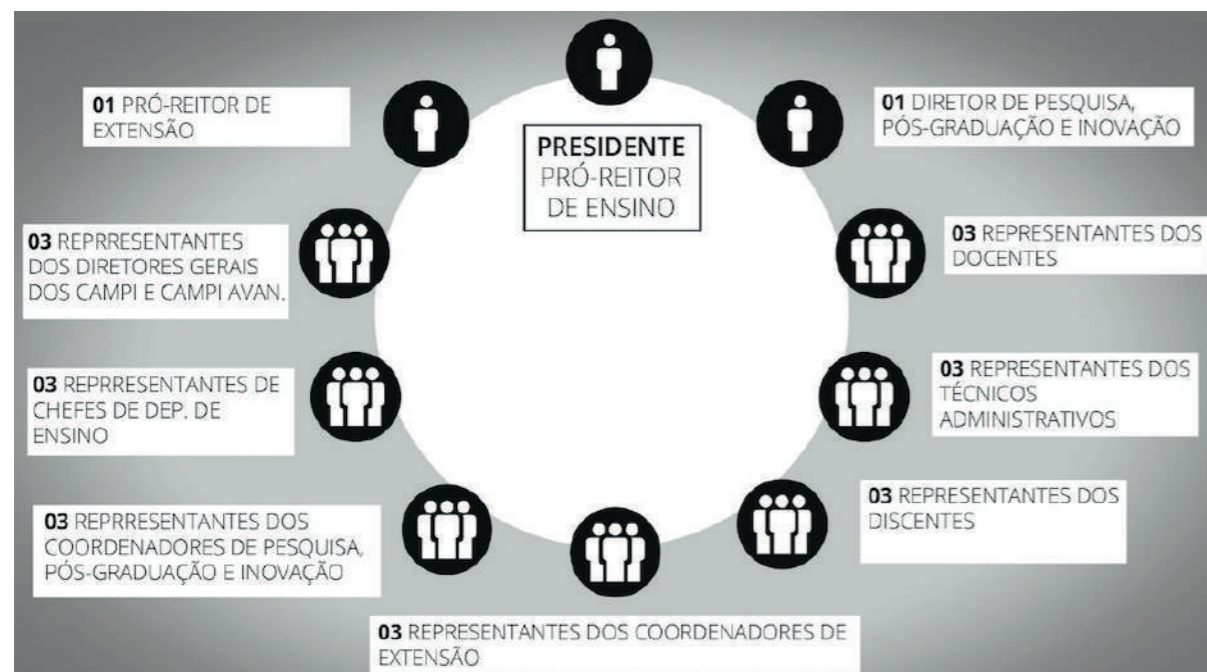 PRESIDENTE
PRÓ-REITOR
DE ENSINO
01 PRÓ-REITOR DE
EXTENSÃO
01 DIRETOR DE PESQUISA,
PÓS-GRADUAÇÃO E INOVAÇÃO
03 REPRRESENTANTES
DOS DIRETORES GERAIS
DOS CAMPI E CAMPI AVAN.
03 REPRESENTANTES DOS
DOCENTES
03 REPRRESENTANTES DE
CHEFES DE DEP. DE
ENSINO
03 REPRESENTANTES DOS
TÉCNICOS
ADMINISTRATIVOS
03 REPRRESENTANTES DOS
COORDENADORES DE PESQUISA,
PÓS-GRADUAÇÃO E INOVAÇÃO
03 REPRESENTANTES DOS
DISCENTES
03 REPRESENTANTES DOS COORDENADORES DE
EXTENSÃO